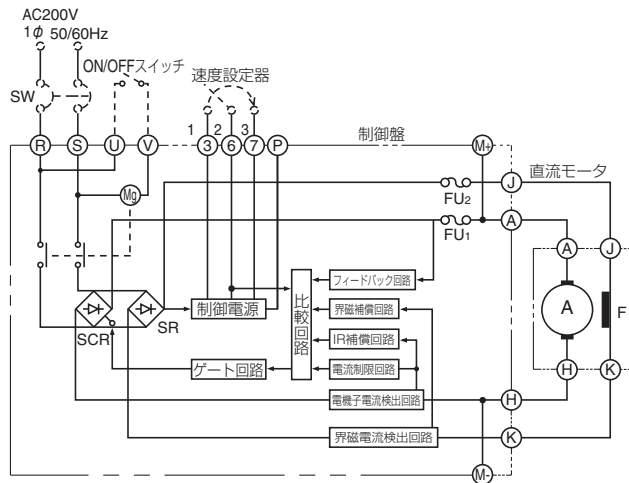 AC200V
1φ 50/60Hz
ON/OFFスイッチ
速度設定器
SW
1 2 3
制御盤
R S U V 3 6 7 P M+
直流モータ
Mg
FU2
J
FU1
A
A J
フィードバック回路
比較回路
界磁補償回路
制御電源
SR
SCR
IR補償回路
A
F
ゲート回路
電流制限回路
H K
電機子電流検出回路
H
界磁電流検出回路
K
M-